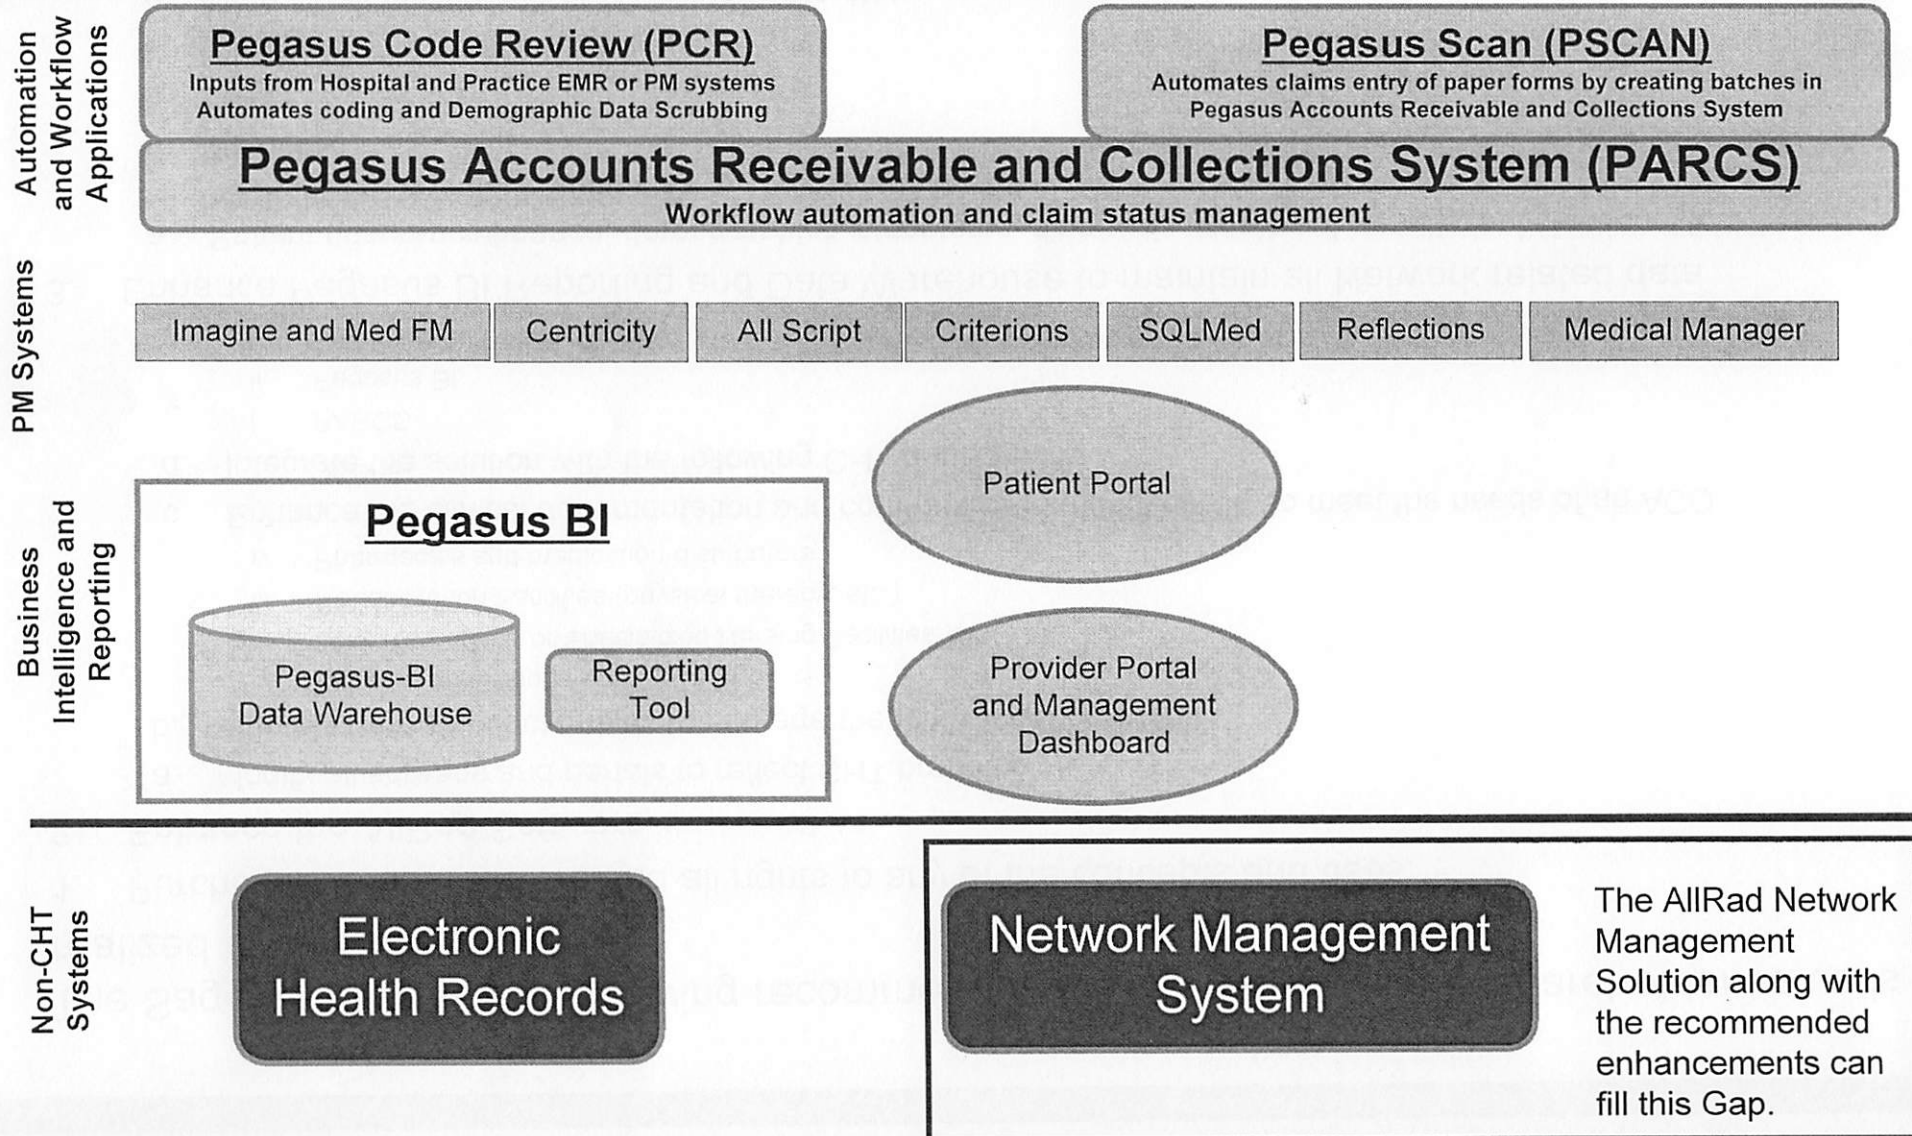 Automation
and Workflow
Applications
Pegasus Code Review (PCR)
Inputs from Hospital and Practice EMR or PM systems
Automates coding and Demographic Data Scrubbing
Pegasus Scan (PSCAN)
Automates claims entry of paper forms by creating batches in
Pegasus Accounts Receivable and Collections System
Pegasus Accounts Receivable and Collections System (PARCS)
Workflow automation and claim status management
PM Systems
Imagine and Med FM
Centricity
All Script
Criterions
SQLMed
Reflections
Medical Manager
Business
Intelligence and
Reporting
Pegasus BI
Pegasus-BI
Data Warehouse
Reporting
Tool
Patient Portal
Provider Portal
and Management
Dashboard
Non-CHT
Systems
Electronic
Health Records
Network Management
System
The AllRad Network
Management
Solution along with
the recommended
enhancements can
fill this Gap.